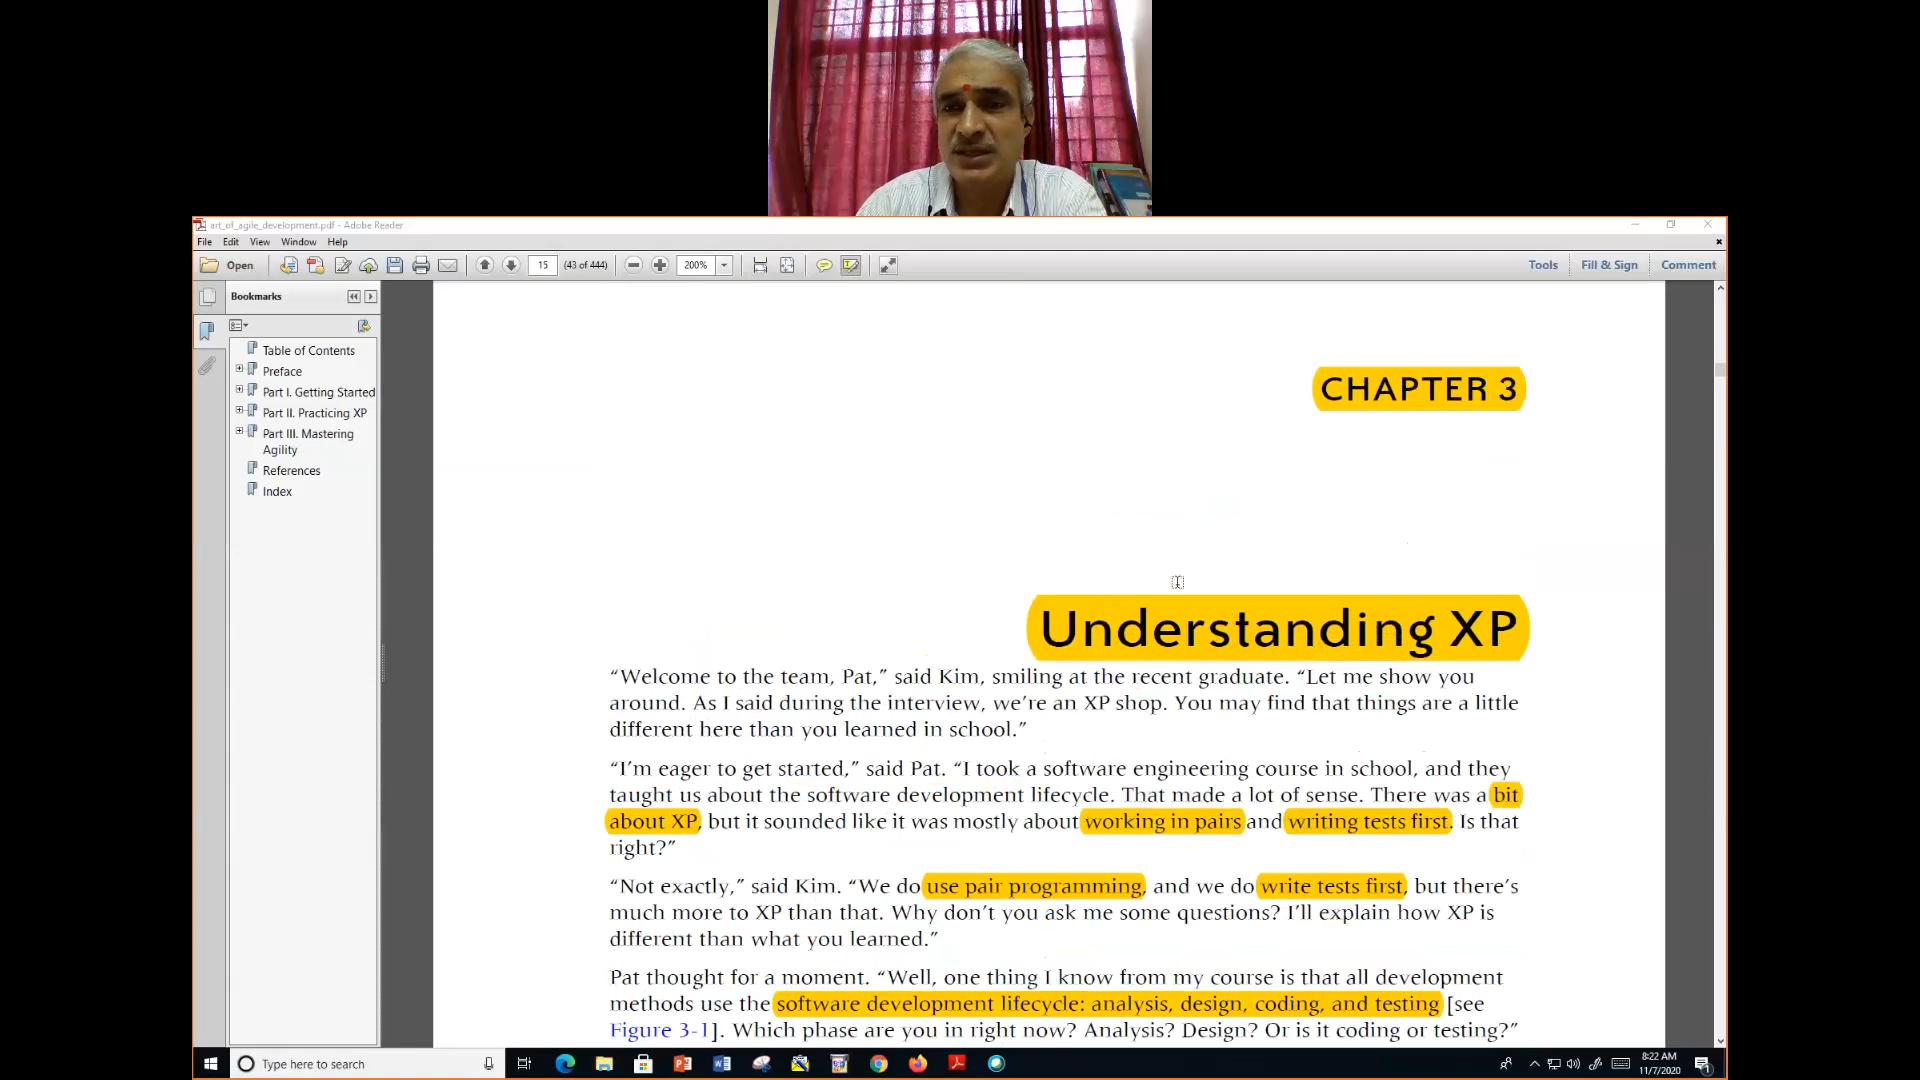 art_of_agile_development.pdf - Adobe Reader
File Edit View Window Help
Open 15 (43 of 444) 200% Tools Fill & Sign Comment
Bookmarks
Table of Contents
Preface
Part I. Getting Started
Part II. Practicing XP
Part III. Mastering
Agility
References
Index
CHAPTER 3
Understanding XP
“Welcome to the team, Pat,” said Kim, smiling at the recent graduate. “Let me show you
around. As I said during the interview, we’re an XP shop. You may find that things are a little
different here than you learned in school.”
“I’m eager to get started,” said Pat. “I took a software engineering course in school, and they
taught us about the software development lifecycle. That made a lot of sense. There was a bit
about XP, but it sounded like it was mostly about working in pairs and writing tests first. Is that
right?”
“Not exactly,” said Kim. “We do use pair programming, and we do write tests first, but there’s
much more to XP than that. Why don’t you ask me some questions? I’ll explain how XP is
different than what you learned.”
Pat thought for a moment. “Well, one thing I know from my course is that all development
methods use the software development lifecycle: analysis, design, coding, and testing [see
Figure 3-1]. Which phase are you in right now? Analysis? Design? Or is it coding or testing?”
Type here to search
8:22 AM
11/7/2020